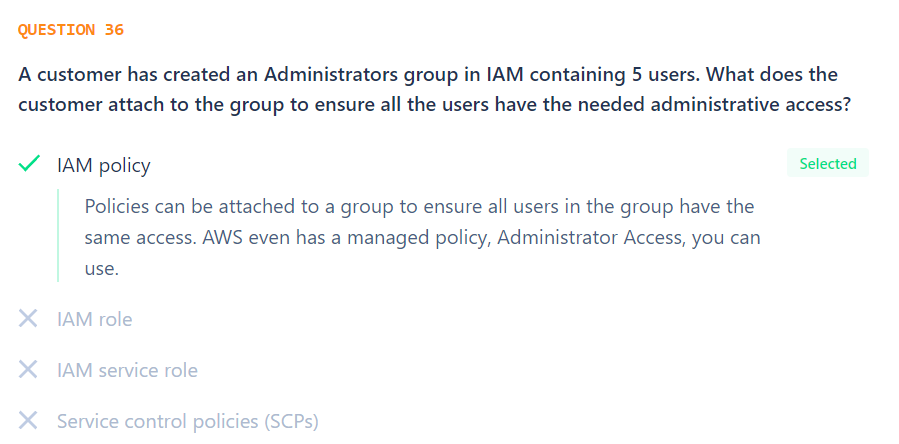 QUESTION 36
A customer has created an Administrators group in IAM containing 5 users. What does the
customer attach to the group to ensure all the users have the needed administrative access?
IAM policy
Selected
Policies can be attached to a group to ensure all users in the group have the
same access. AWS even has a managed policy, Administrator Access, you can
use.
IAM role
IAM service role
Service control policies (SCPs)